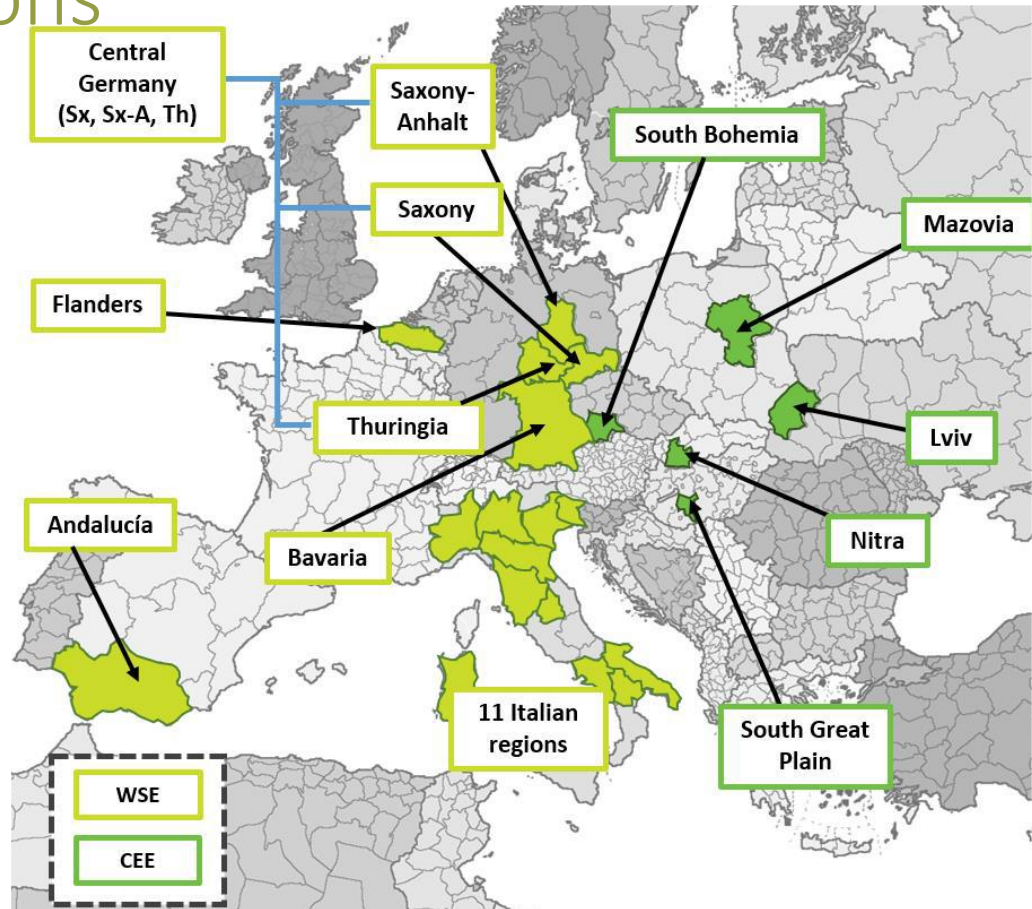 Central
Germany
(Sx, Sx-A, Th)
Saxony-
Anhalt
South Bohemia
Saxony
Mazovia
Flanders
Thuringia
Lviv
Andalucía
Bavaria
Nitra
11 Italian
regions
South Great
Plain
WSE
CEE